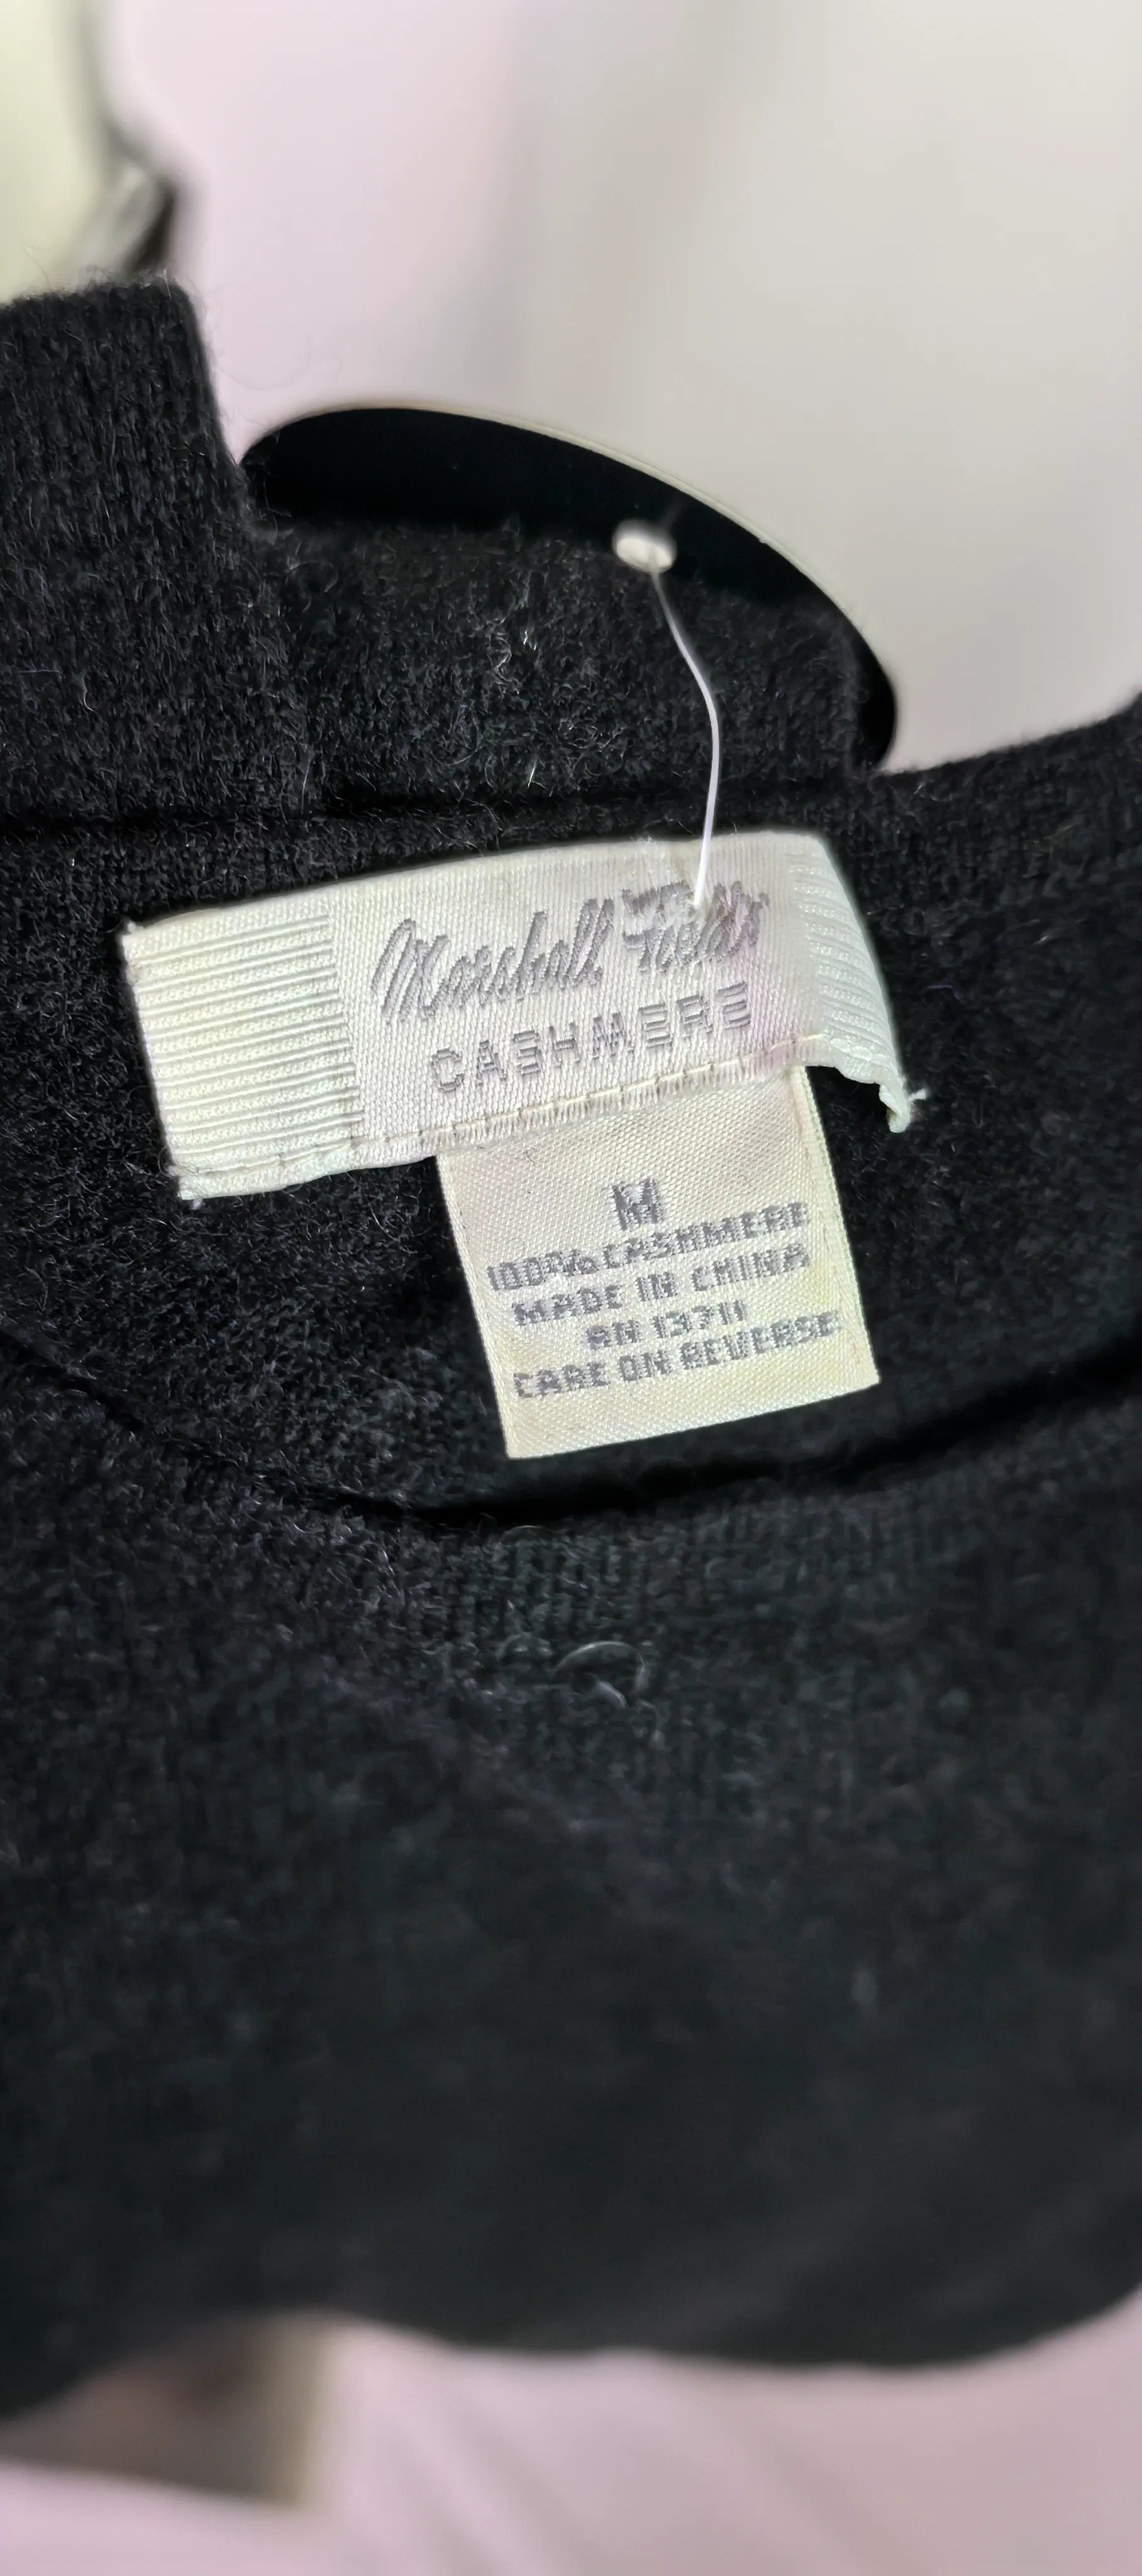 Marshall Field's
CASHMERE
M
100% CASHMERE
MADE IN CHINA
RN 13711
CARE ON REVERSE